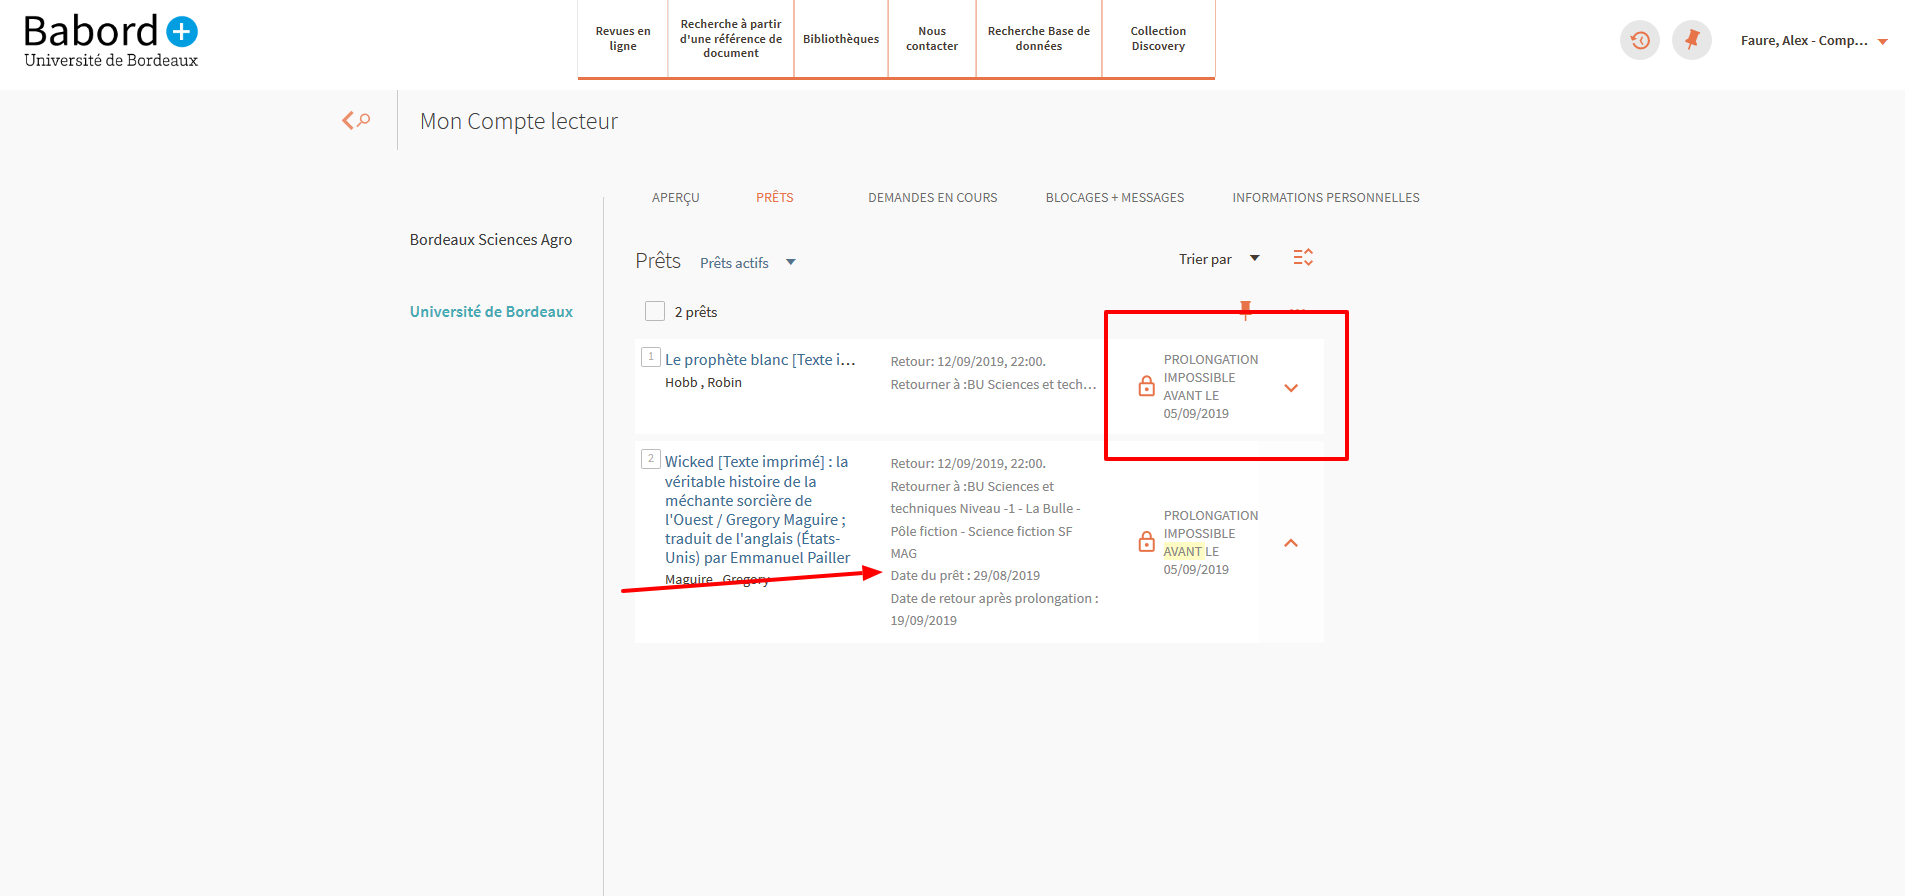 Babord +
Université de Bordeaux
Revues en
ligne
Recherche à partir
d'une référence de
document
Bibliothèques
Nous
contacter
Recherche Base de
données
Collection
Discovery
Faure, Alex - Comp...
Mon Compte lecteur
APERÇU
PRÊTS
DEMANDES EN COURS
BLOCAGES + MESSAGES
INFORMATIONS PERSONNELLES
Bordeaux Sciences Agro
Université de Bordeaux
Prêts
Prêts actifs
Trier par
2 prêts
1
Le prophète blanc [Texte i...
Hobb , Robin
Retour: 12/09/2019, 22:00.
Retourner à :BU Sciences et tech...
PROLONGATION
IMPOSSIBLE
AVANT LE
05/09/2019
2
Wicked [Texte imprimé] : la
véritable histoire de la
méchante sorcière de
l'Ouest / Gregory Maguire ;
traduit de l'anglais (États-
Unis) par Emmanuel Pailler
Maguire , Gregory
Retour: 12/09/2019, 22:00.
Retourner à :BU Sciences et
techniques Niveau -1 - La Bulle -
Pôle fiction - Science fiction SF
MAG
Date du prêt : 29/08/2019
Date de retour après prolongation :
19/09/2019
PROLONGATION
IMPOSSIBLE
AVANT LE
05/09/2019